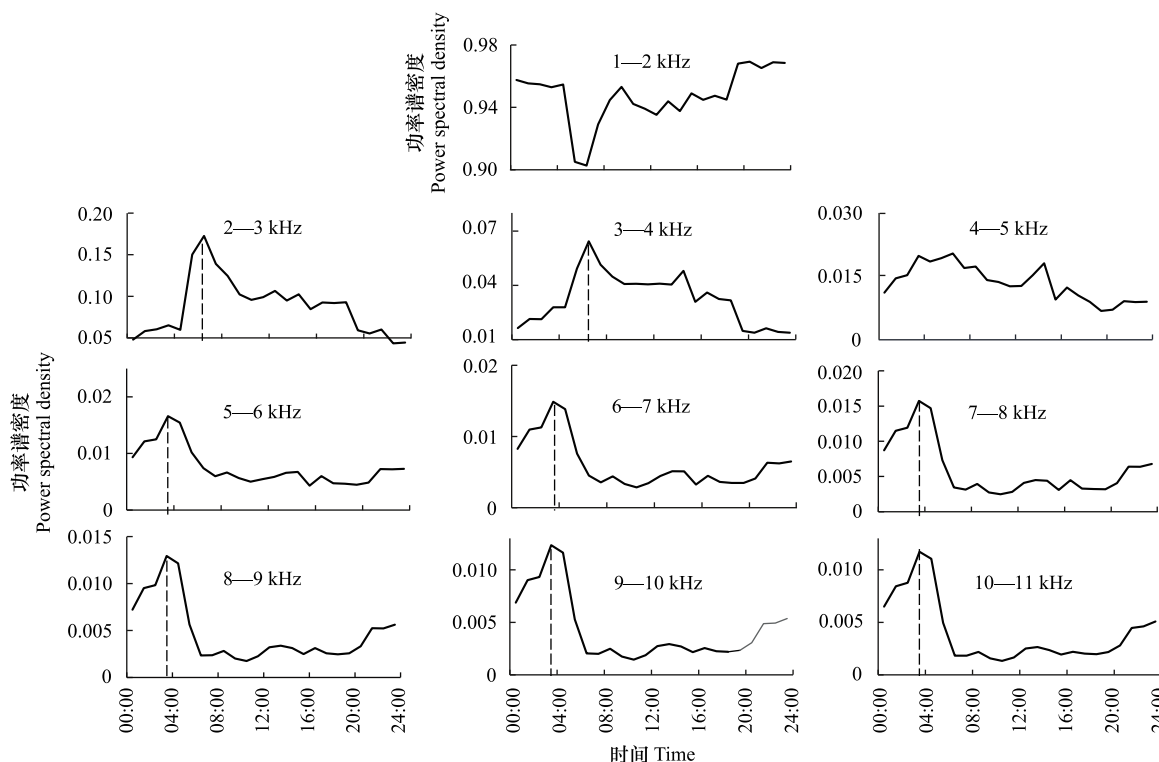 功率谱密度
Power spectral density
0.98
0.94
0.90
1—2 kHz
功率谱密度
Power spectral density
0.20
0.15
0.10
0.05
2—3 kHz
0.07
0.04
0.01
3—4 kHz
0.030
0.015
0
4—5 kHz
0.02
0.01
0
5—6 kHz
0.02
0.01
0
6—7 kHz
0.020
0.015
0.010
0.005
0
7—8 kHz
0.015
0.010
0.005
0
8—9 kHz
0.010
0.005
0
9—10 kHz
0.010
0.005
0
10—11 kHz
00:00 04:00 08:00 12:00 16:00 20:00 24:00
00:00 04:00 08:00 12:00 16:00 20:00 24:00
00:00 04:00 08:00 12:00 16:00 20:00 24:00
时间 Time